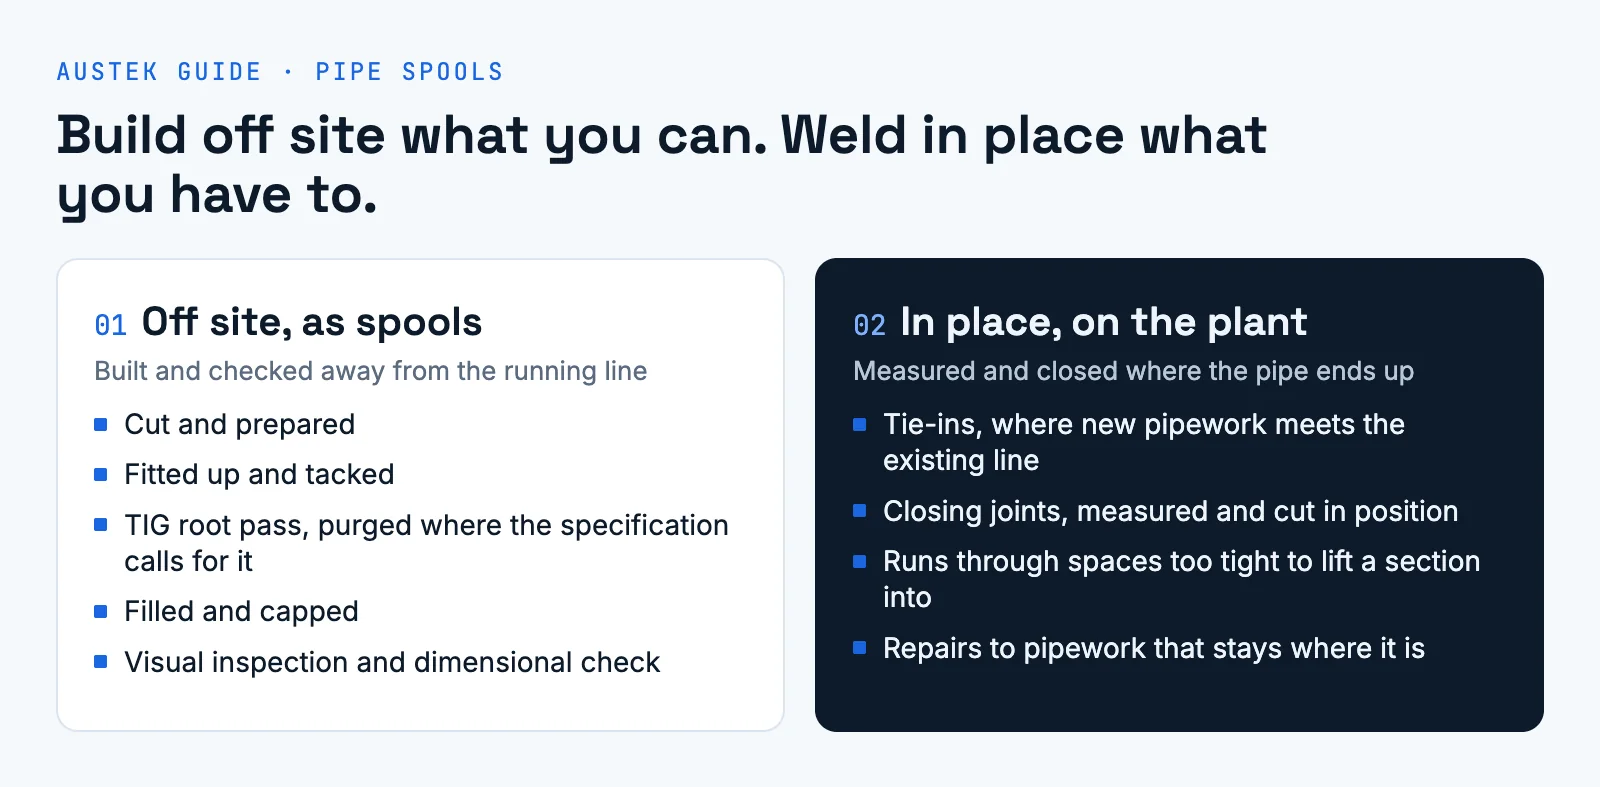 AUSTEK GUIDE · PIPE SPOOLS
Build off site what you can. Weld in place what
you have to.
01 Off site, as spools
Built and checked away from the running line
Cut and prepared
Fitted up and tacked
TIG root pass, purged where the specification
calls for it
Filled and capped
Visual inspection and dimensional check
02 In place, on the plant
Measured and closed where the pipe ends up
Tie-ins, where new pipework meets the
existing line
Closing joints, measured and cut in position
Runs through spaces too tight to lift a section
into
Repairs to pipework that stays where it is